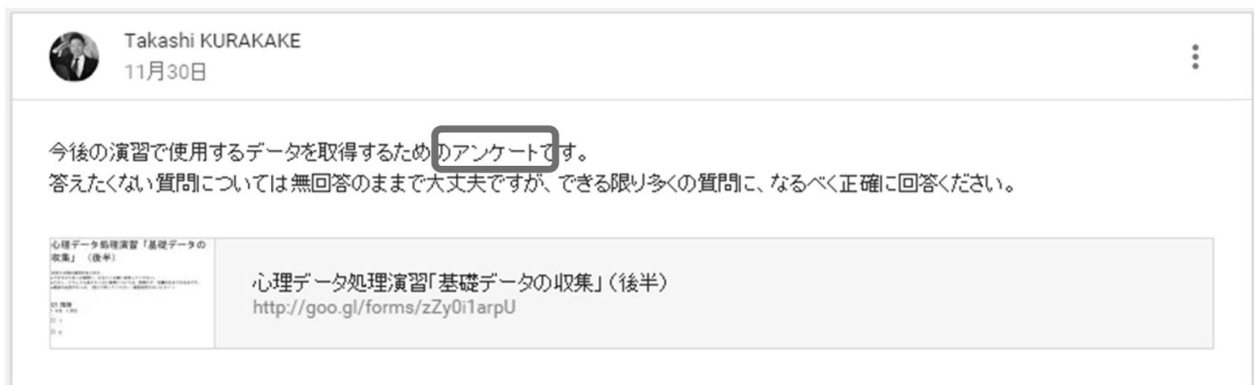 Takashi KURAKAKE
11月30日
今後の演習で使用するデータを取得するためのアンケートです。
答えたくない質問については無回答のままで大丈夫ですが、できる限り多くの質問に、なるべく正確に回答ください。
心理データ処理演習「基礎データの
収集」 (後半)
心理データ処理演習「基礎データの収集」(後半)
http://goo.gl/forms/zZy0i1arpU